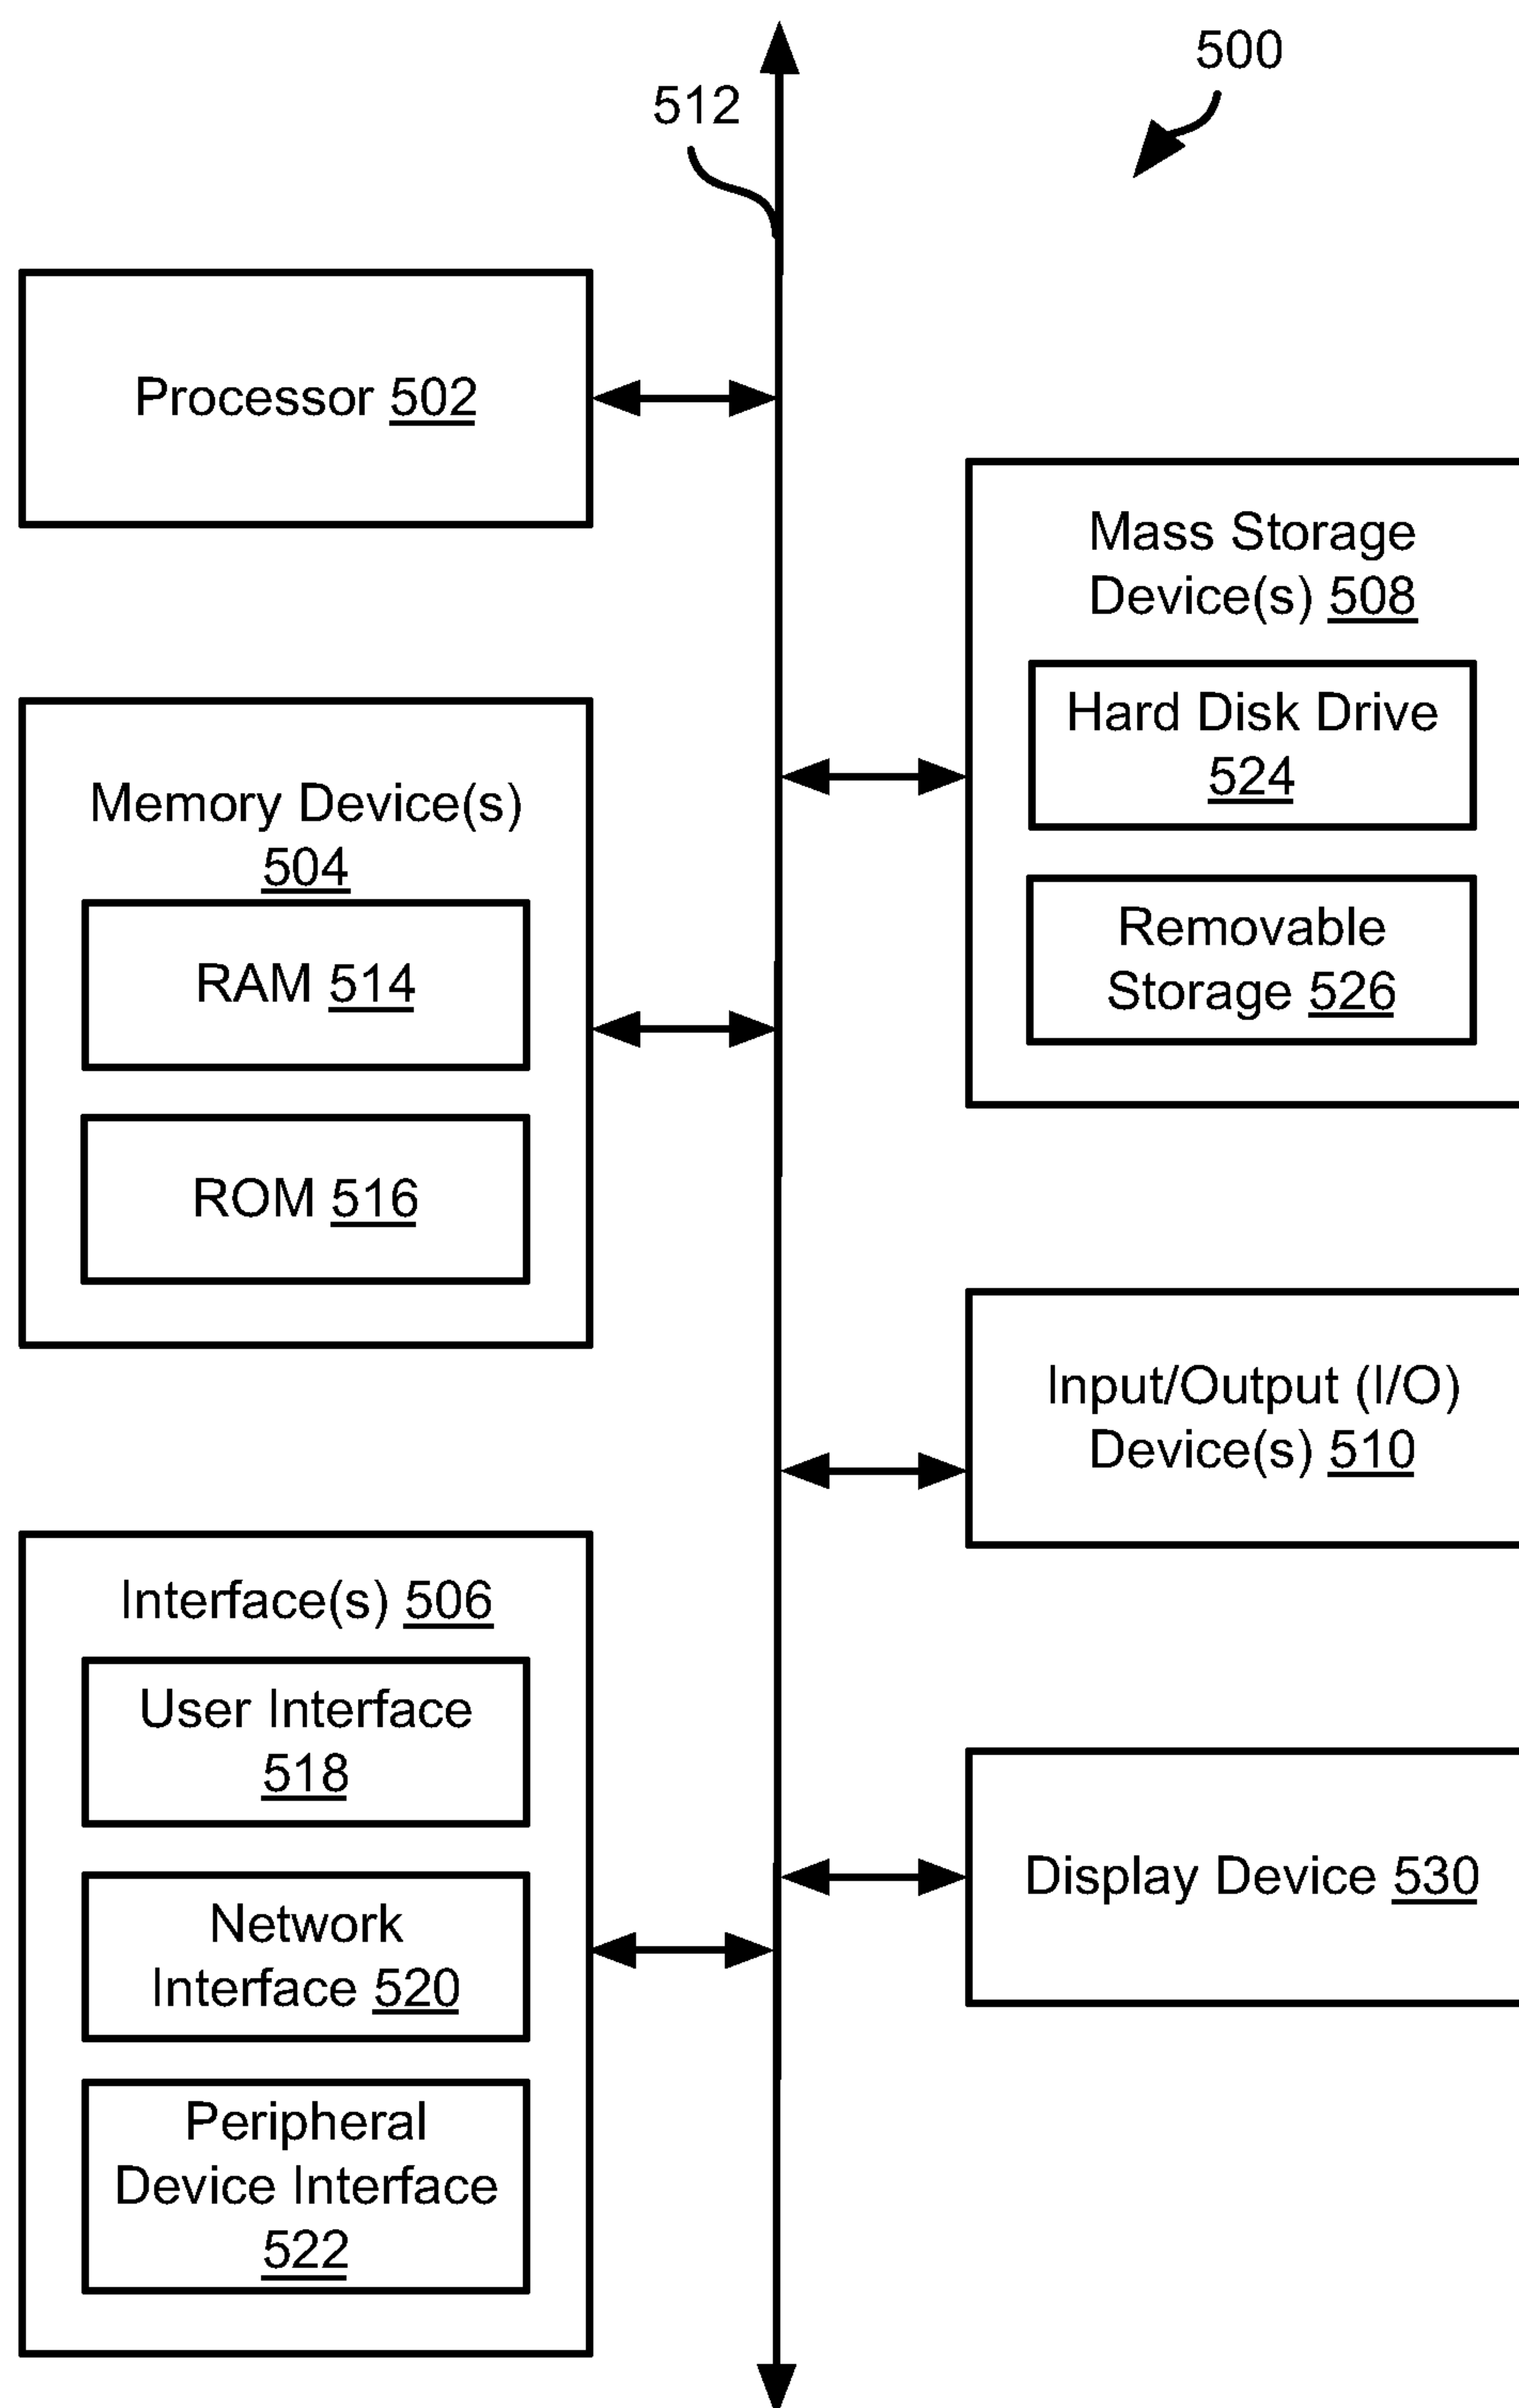 500
512
Processor 502
Mass Storage
Device(s) 508
Hard Disk Drive
524
Removable
Storage 526
Memory Device(s)
504
RAM 514
ROM 516
Input/Output (I/O)
Device(s) 510
Interface(s) 506
User Interface
518
Network
Interface 520
Peripheral
Device Interface
522
Display Device 530